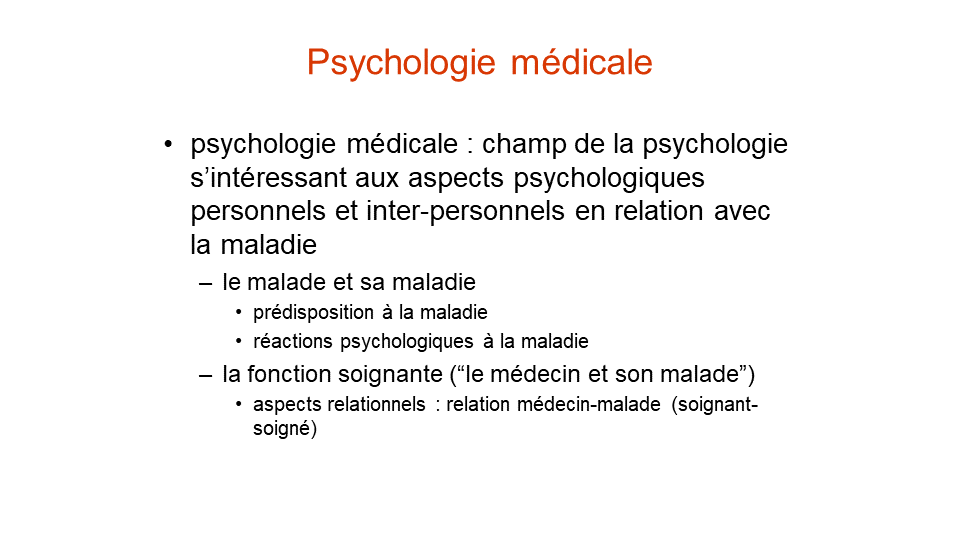 Psychologie médicale
• psychologie médicale : champ de la psychologie
s’intéressant aux aspects psychologiques
personnels et inter-personnels en relation avec
la maladie
– le malade et sa maladie
• prédisposition à la maladie
• réactions psychologiques à la maladie
– la fonction soignante (“le médecin et son malade”)
• aspects relationnels : relation médecin-malade (soignant-
soigné)